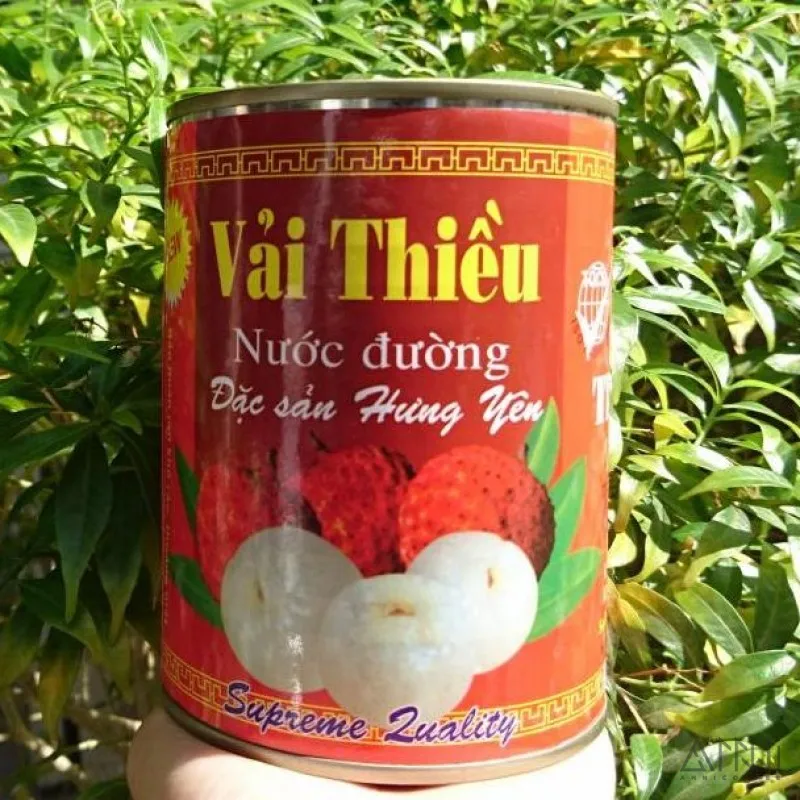 Vải Thiều
Nước đường
Đặc sản Hưng Yên
Supreme Quality